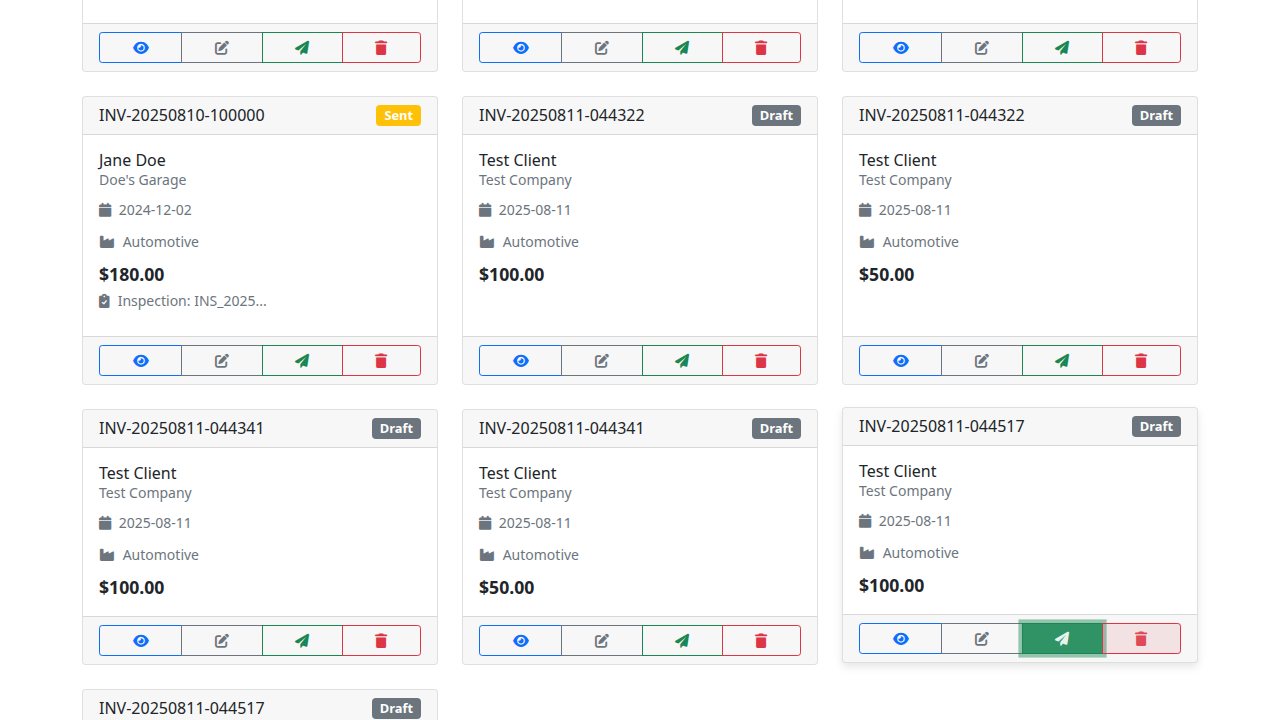 INV-20250810-100000 Sent
Jane Doe
Doe's Garage
2024-12-02
Automotive
$180.00
Inspection: INS_2025...
INV-20250811-044322 Draft
Test Client
Test Company
2025-08-11
Automotive
$100.00
INV-20250811-044322 Draft
Test Client
Test Company
2025-08-11
Automotive
$50.00
INV-20250811-044341 Draft
Test Client
Test Company
2025-08-11
Automotive
$100.00
INV-20250811-044341 Draft
Test Client
Test Company
2025-08-11
Automotive
$50.00
INV-20250811-044517 Draft
Test Client
Test Company
2025-08-11
Automotive
$100.00
INV-20250811-044517 Draft